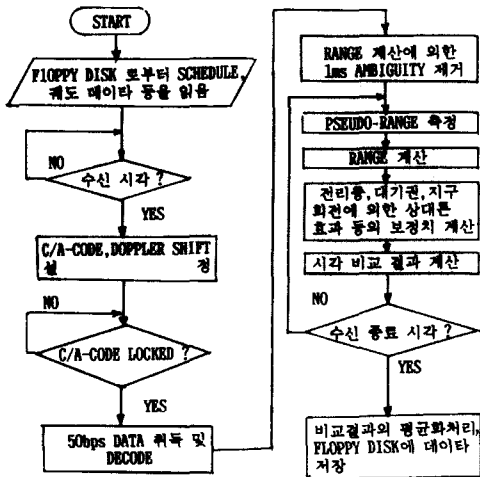 START
FlOPPY DISK 로부터 SCHEDULE,
궤도 데이타 등을 읽음
NO
수신 시각 ?
YES
C/A-CODE,DOPPLER SHIFT
설 정
NO
C/A-CODE LOCKED ?
YES
50bps DATA 취득 및
DECODE
RANGE 계산에 의한
1ms AMBIGUITY 제거
PSEUDO-RANGE 측정
RANGE 계산
전리층,대기권,지구
회전에 의한 상대론
효과 등의 보정치 계산
시각 비교 결과 계산
NO
수신 종료 시각 ?
YES
비교결과의 평균화처리,
FLOPPY DISK에 데이타
저장